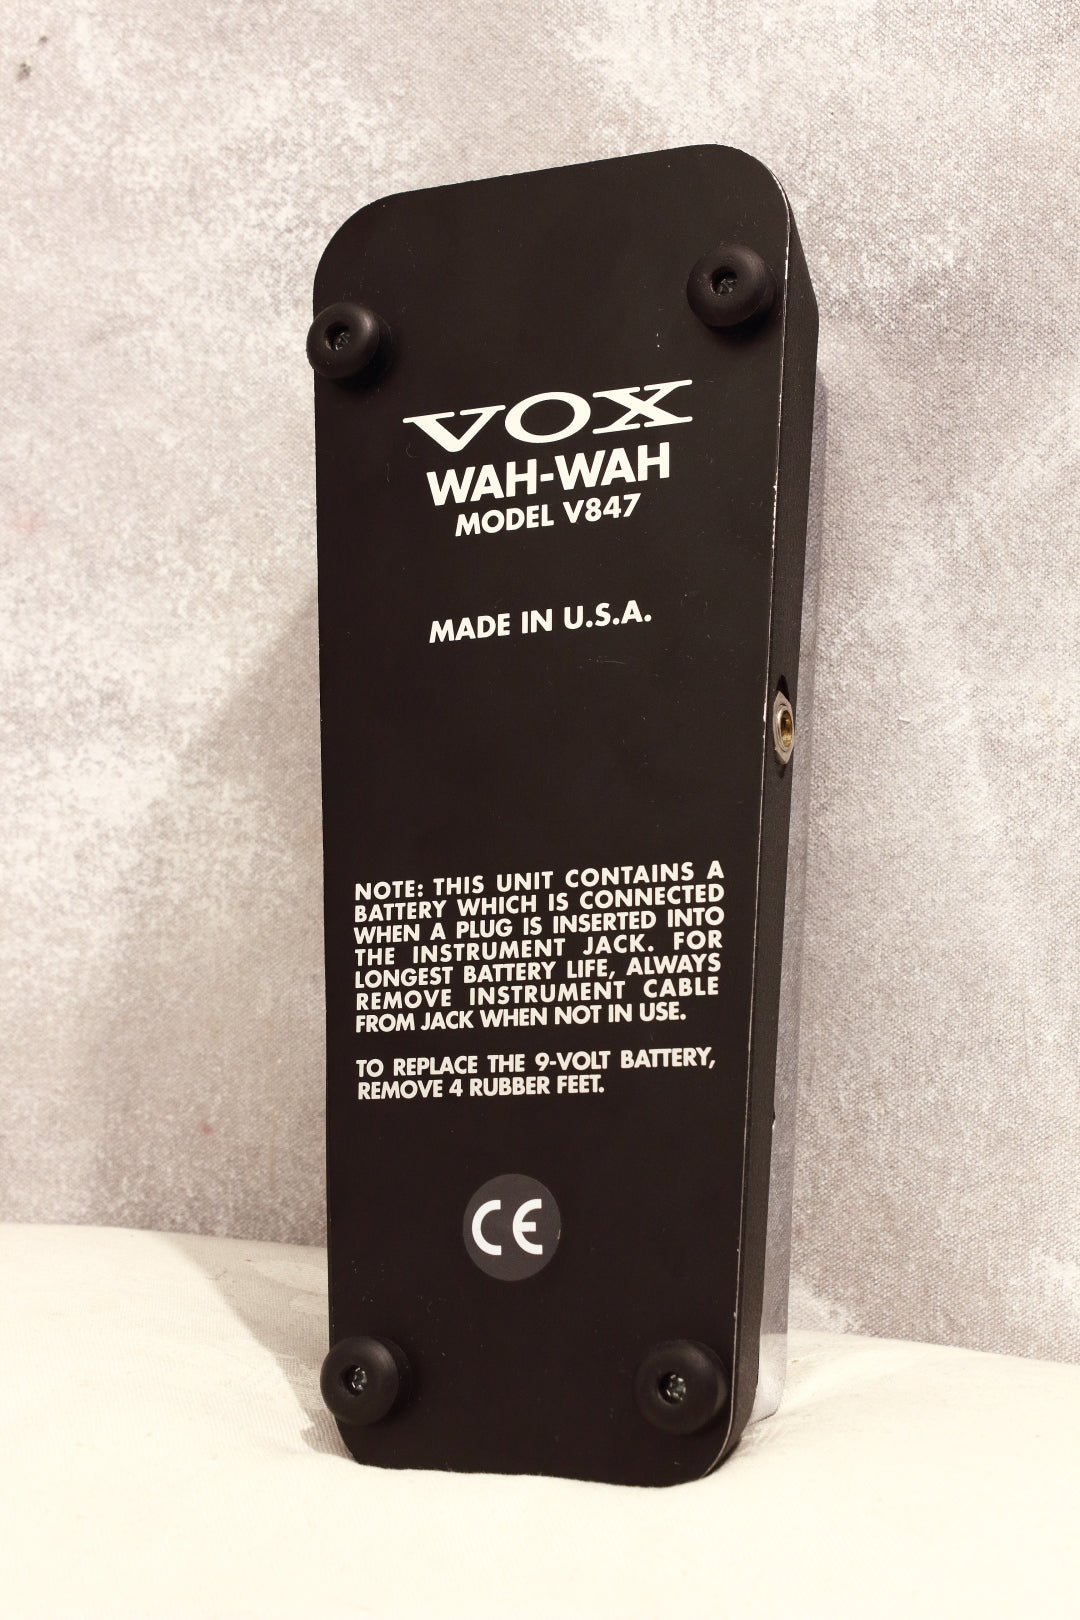 VOX
WAH-WAH
MODEL V847
MADE IN U.S.A.
NOTE: THIS UNIT CONTAINS A
BATTERY WHICH IS CONNECTED
WHEN A PLUG IS INSERTED INTO
THE INSTRUMENT JACK. FOR
LONGEST BATTERY LIFE, ALWAYS
REMOVE INSTRUMENT CABLE
FROM JACK WHEN NOT IN USE.
TO REPLACE THE 9-VOLT BATTERY,
REMOVE 4 RUBBER FEET.
CE